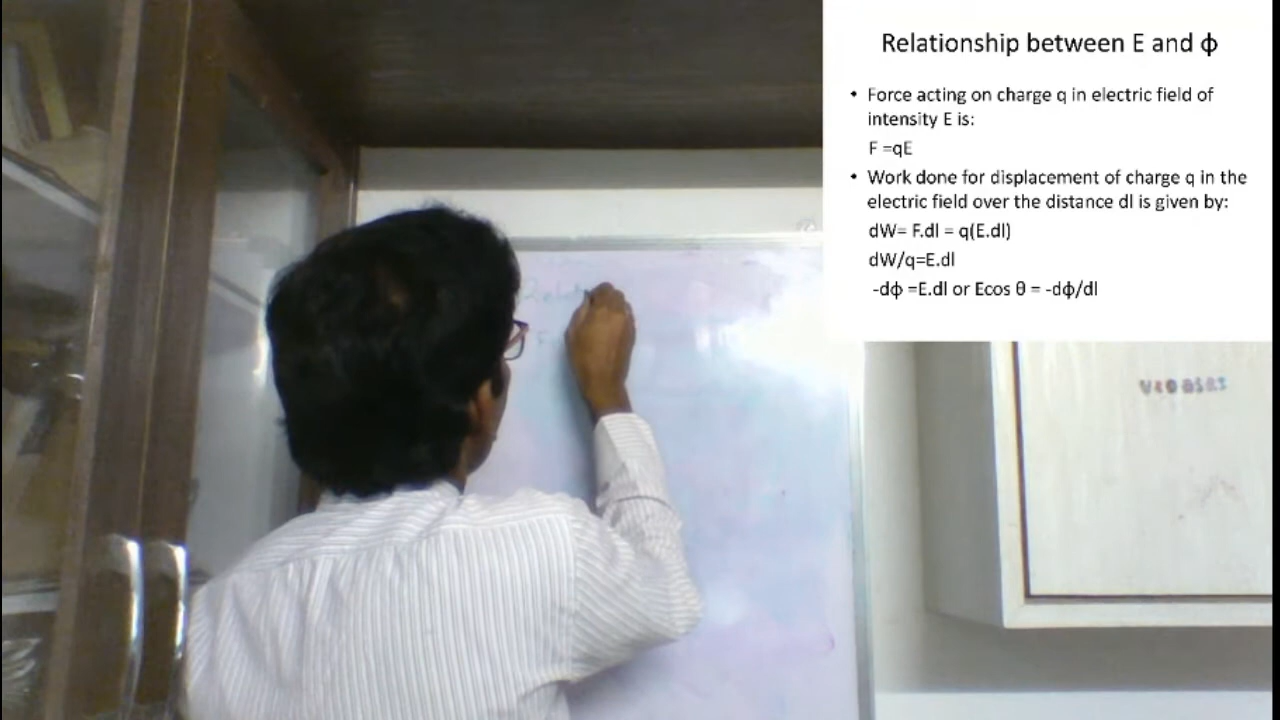 Relationship between E and ϕ
• Force acting on charge q in electric field of
intensity E is:
F =qE
• Work done for displacement of charge q in the
electric field over the distance dl is given by:
dW= F.dl = q(E.dl)
dW/q=E.dl
-dϕ =E.dl or Ecos θ = -dϕ/dl